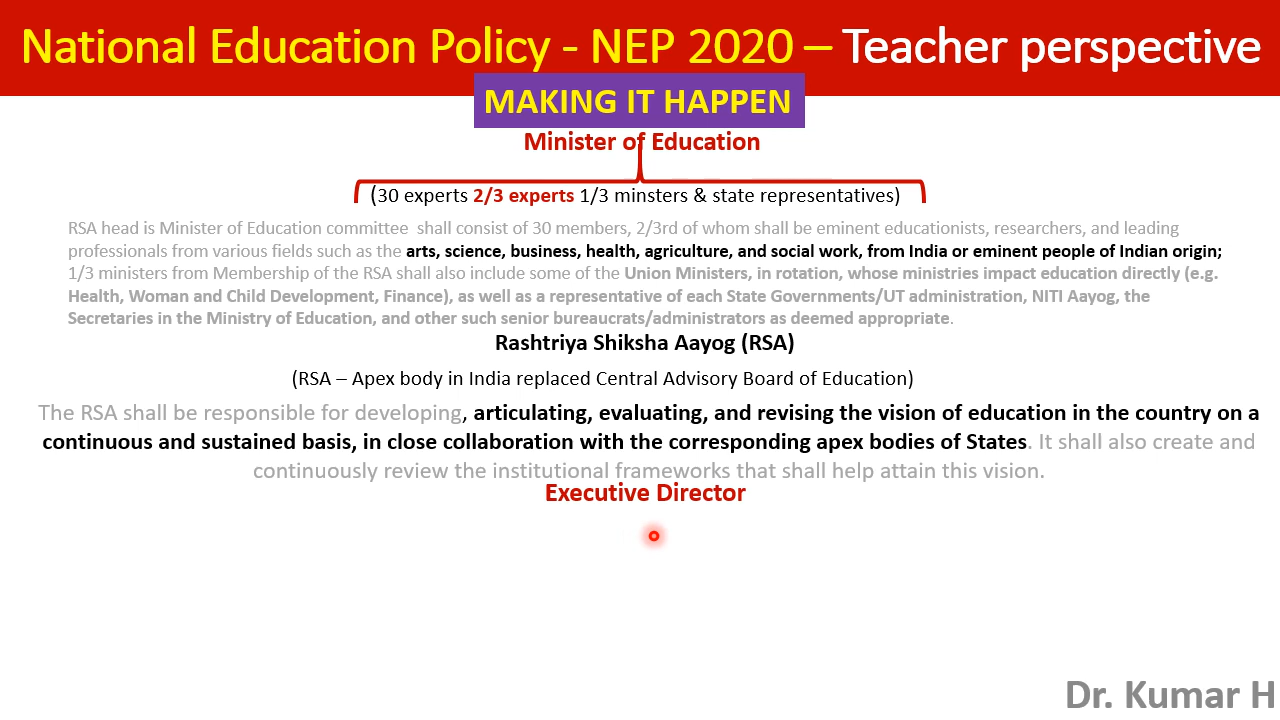 National Education Policy - NEP 2020 – Teacher perspective
MAKING IT HAPPEN
Minister of Education
(30 experts 2/3 experts 1/3 minsters & state representatives)
RSA head is Minister of Education committee shall consist of 30 members, 2/3rd of whom shall be eminent educationists, researchers, and leading
professionals from various fields such as the arts, science, business, health, agriculture, and social work, from India or eminent people of Indian origin;
1/3 ministers from Membership of the RSA shall also include some of the Union Ministers, in rotation, whose ministries impact education directly (e.g.
Health, Woman and Child Development, Finance), as well as a representative of each State Governments/UT administration, NITI Aayog, the
Secretaries in the Ministry of Education, and other such senior bureaucrats/administrators as deemed appropriate.
Rashtriya Shiksha Aayog (RSA)
(RSA – Apex body in India replaced Central Advisory Board of Education)
The RSA shall be responsible for developing, articulating, evaluating, and revising the vision of education in the country on a
continuous and sustained basis, in close collaboration with the corresponding apex bodies of States. It shall also create and
continuously review the institutional frameworks that shall help attain this vision.
Executive Director
Dr. Kumar H